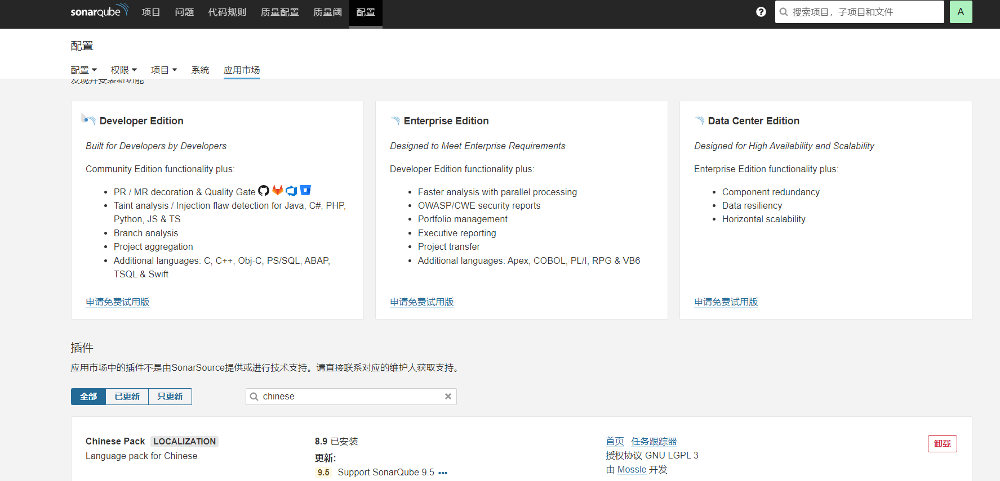 sonarqube 项目 问题 代码规则 质量配置 质量阈 配置 ? 搜索项目，子项目和文件 A
配置
配置 权限 项目 系统 应用市场
发现并安装新功能
Developer Edition
Built for Developers by Developers
Community Edition functionality plus:
PR / MR decoration & Quality Gate
Taint analysis / Injection flaw detection for Java, C#, PHP,
Python, JS & TS
Branch analysis
Project aggregation
Additional languages: C, C++, Obj-C, PS/SQL, ABAP,
TSQL & Swift
申请免费试用版
Enterprise Edition
Designed to Meet Enterprise Requirements
Developer Edition functionality plus:
Faster analysis with parallel processing
OWASP/CWE security reports
Portfolio management
Executive reporting
Project transfer
Additional languages: Apex, COBOL, PL/I, RPG & VB6
申请免费试用版
Data Center Edition
Designed for High Availability and Scalability
Enterprise Edition functionality plus:
Component redundancy
Data resiliency
Horizontal scalability
申请免费试用版
插件
应用市场中的插件不是由SonarSource提供或进行技术支持。请直接联系对应的维护人获取支持。
全部 已更新 只更新 chinese
Chinese Pack LOCALIZATION
Language pack for Chinese
8.9 已安装
更新:
9.5 Support SonarQube 9.5
首页 任务跟踪器
授权协议 GNU LGPL 3
由 Mossle 开发
卸载